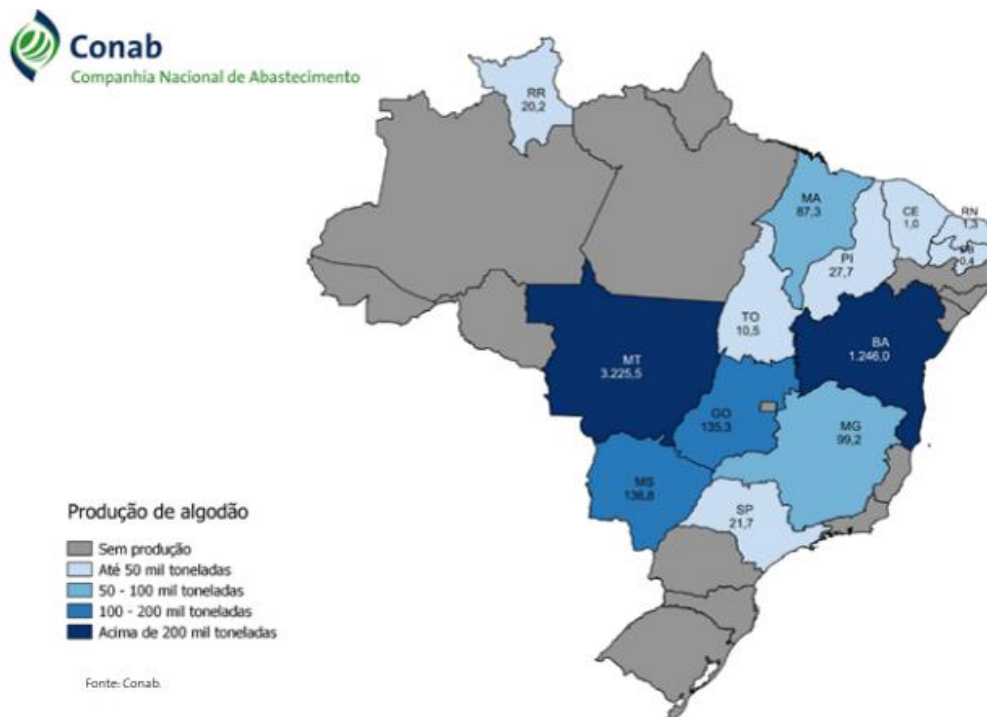 Conab
Companhia Nacional de Abastecimento
RR
20,2
MA
87,3
CE
1,0
RN
1,3
PB
0,4
PI
27,7
TO
10,5
BA
1.246,0
MT
3.225,5
GO
135,3
MG
99,2
MS
136,8
SP
21,7
Produção de algodão
Sem produção
Até 50 mil toneladas
50 - 100 mil toneladas
100 - 200 mil toneladas
Acima de 200 mil toneladas
Fonte: Conab.